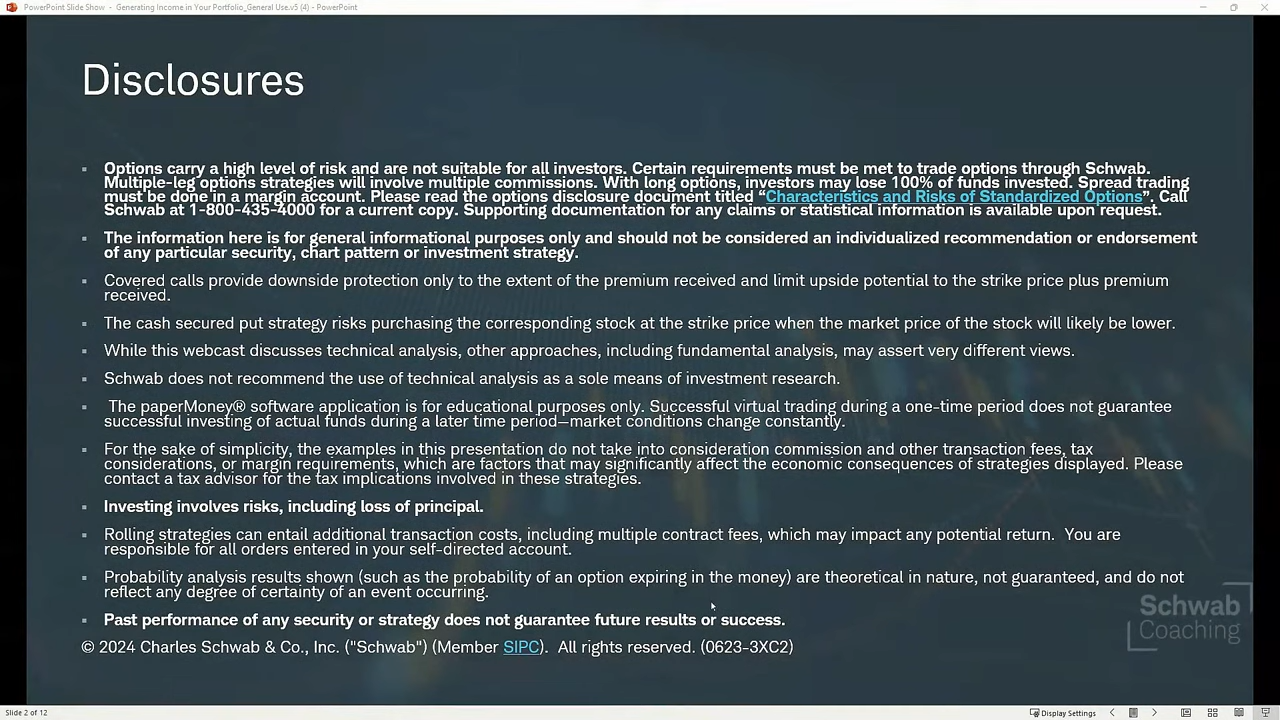 PowerPoint Slide Show - Generating Income in Your Portfolio_General Use.v5 (4) - PowerPoint
Disclosures
Options carry a high level of risk and are not suitable for all investors. Certain requirements must be met to trade options through Schwab.
Multiple-leg options strategies will involve multiple commissions. With long options, investors may lose 100% of funds invested. Spread trading
must be done in a margin account. Please read the options disclosure document titled “Characteristics and Risks of Standardized Options”. Call
Schwab at 1-800-435-4000 for a current copy. Supporting documentation for any claims or statistical information is available upon request.
The information here is for general informational purposes only and should not be considered an individualized recommendation or endorsement
of any particular security, chart pattern or investment strategy.
Covered calls provide downside protection only to the extent of the premium received and limit upside potential to the strike price plus premium
received.
The cash secured put strategy risks purchasing the corresponding stock at the strike price when the market price of the stock will likely be lower.
While this webcast discusses technical analysis, other approaches, including fundamental analysis, may assert very different views.
Schwab does not recommend the use of technical analysis as a sole means of investment research.
The paperMoney® software application is for educational purposes only. Successful virtual trading during a one-time period does not guarantee
successful investing of actual funds during a later time period—market conditions change constantly.
For the sake of simplicity, the examples in this presentation do not take into consideration commission and other transaction fees, tax
considerations, or margin requirements, which are factors that may significantly affect the economic consequences of strategies displayed. Please
contact a tax advisor for the tax implications involved in these strategies.
Investing involves risks, including loss of principal.
Rolling strategies can entail additional transaction costs, including multiple contract fees, which may impact any potential return. You are
responsible for all orders entered in your self-directed account.
Probability analysis results shown (such as the probability of an option expiring in the money) are theoretical in nature, not guaranteed, and do not
reflect any degree of certainty of an event occurring.
Past performance of any security or strategy does not guarantee future results or success.
© 2024 Charles Schwab & Co., Inc. ("Schwab") (Member SIPC). All rights reserved. (0623-3XC2)
Schwab
Coaching
Slide 2 of 12
Display Settings